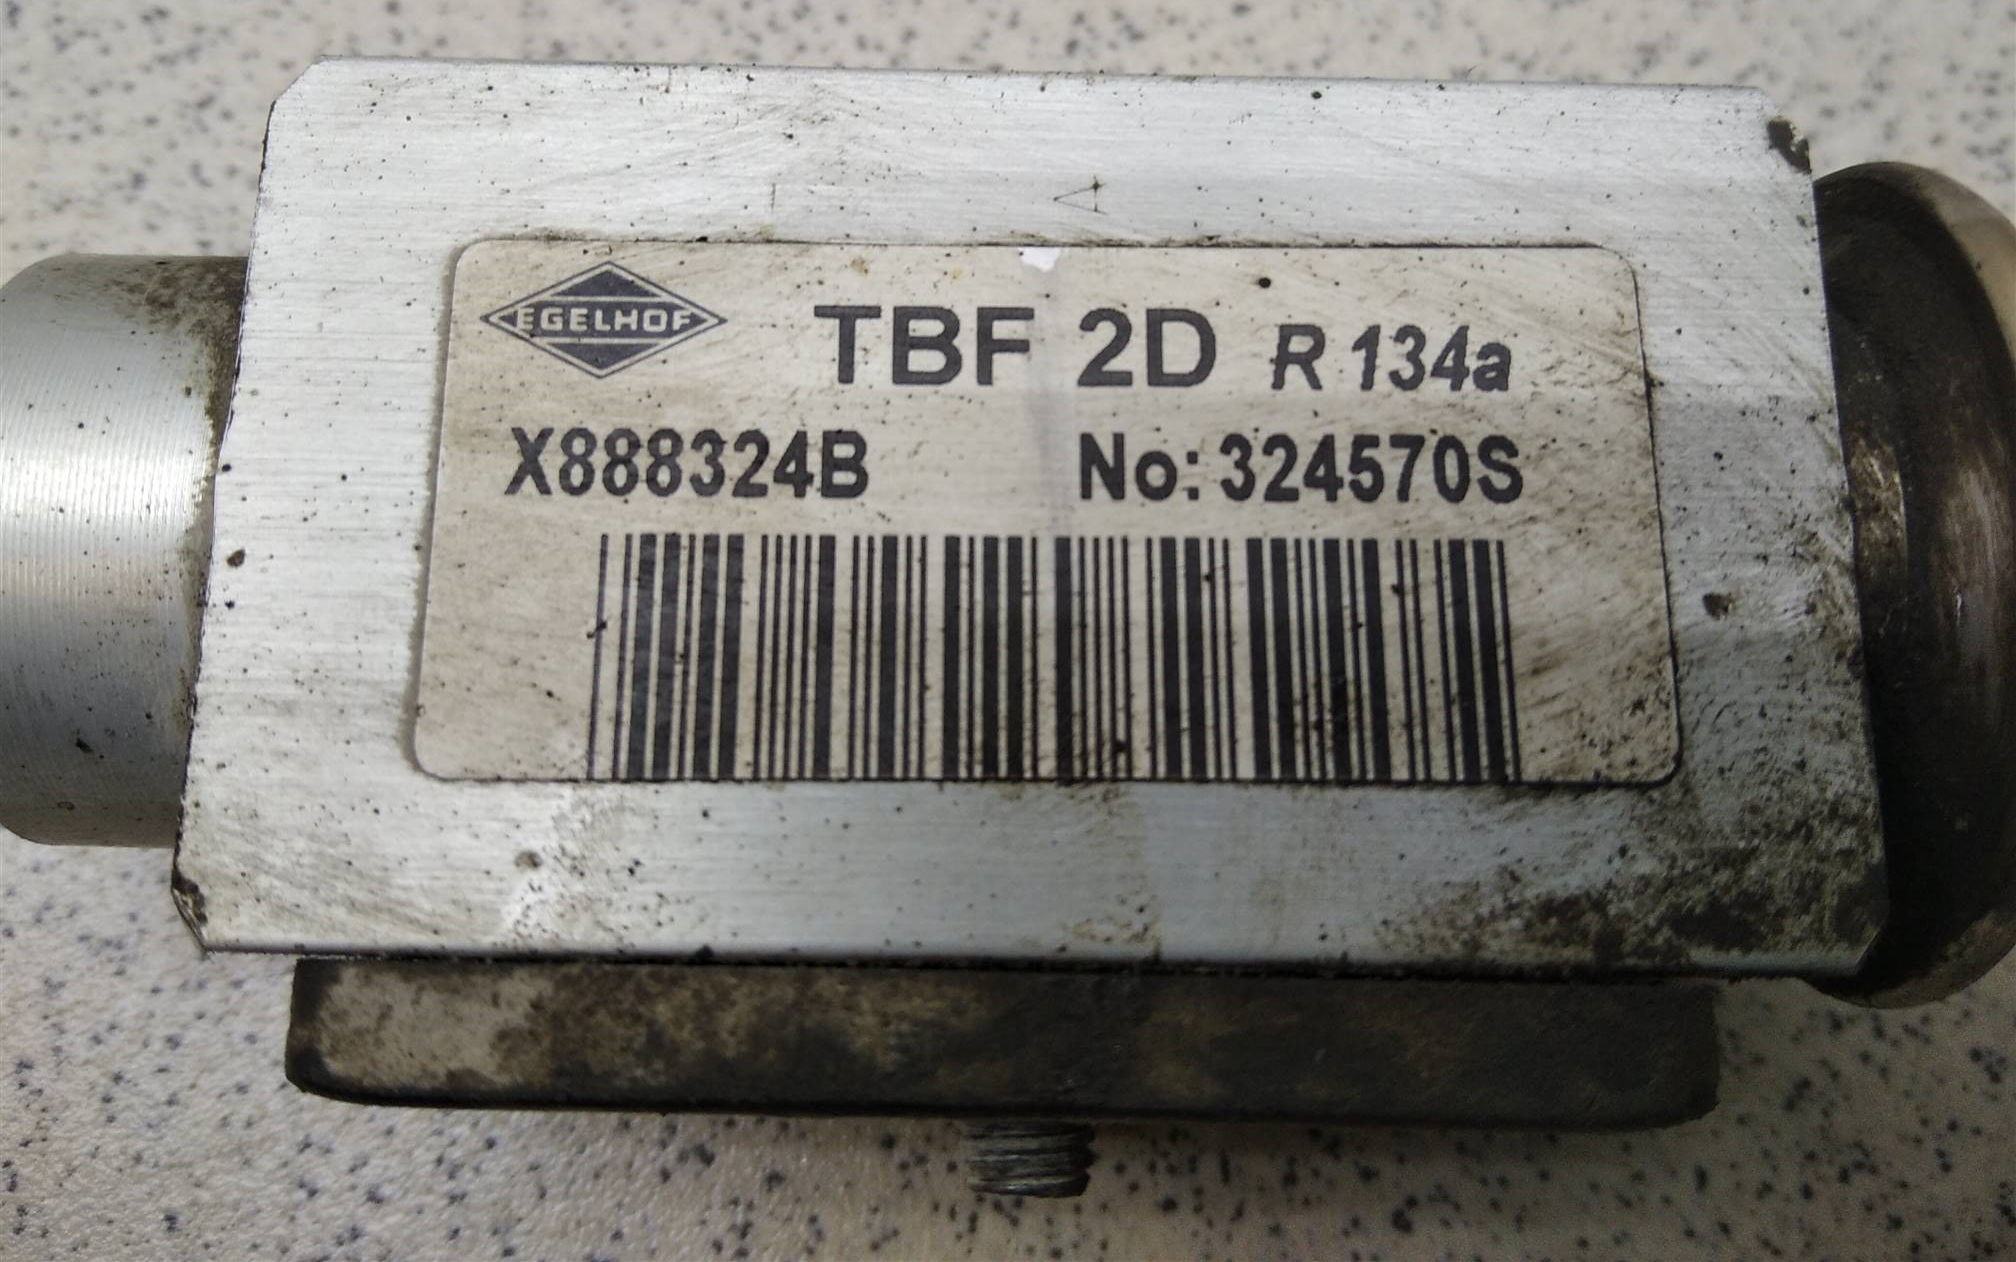 EGELHOF
TBF 2D R 134a
X888324B No: 324570S